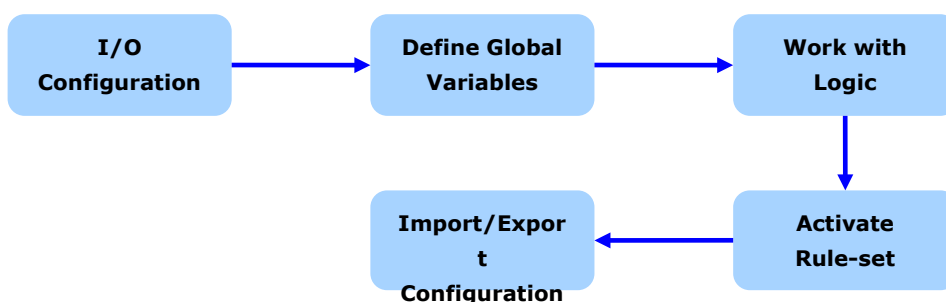 I/O
Configuration
Define Global
Variables
Work with
Logic
Activate
Rule-set
Import/Expor
t
Configuration